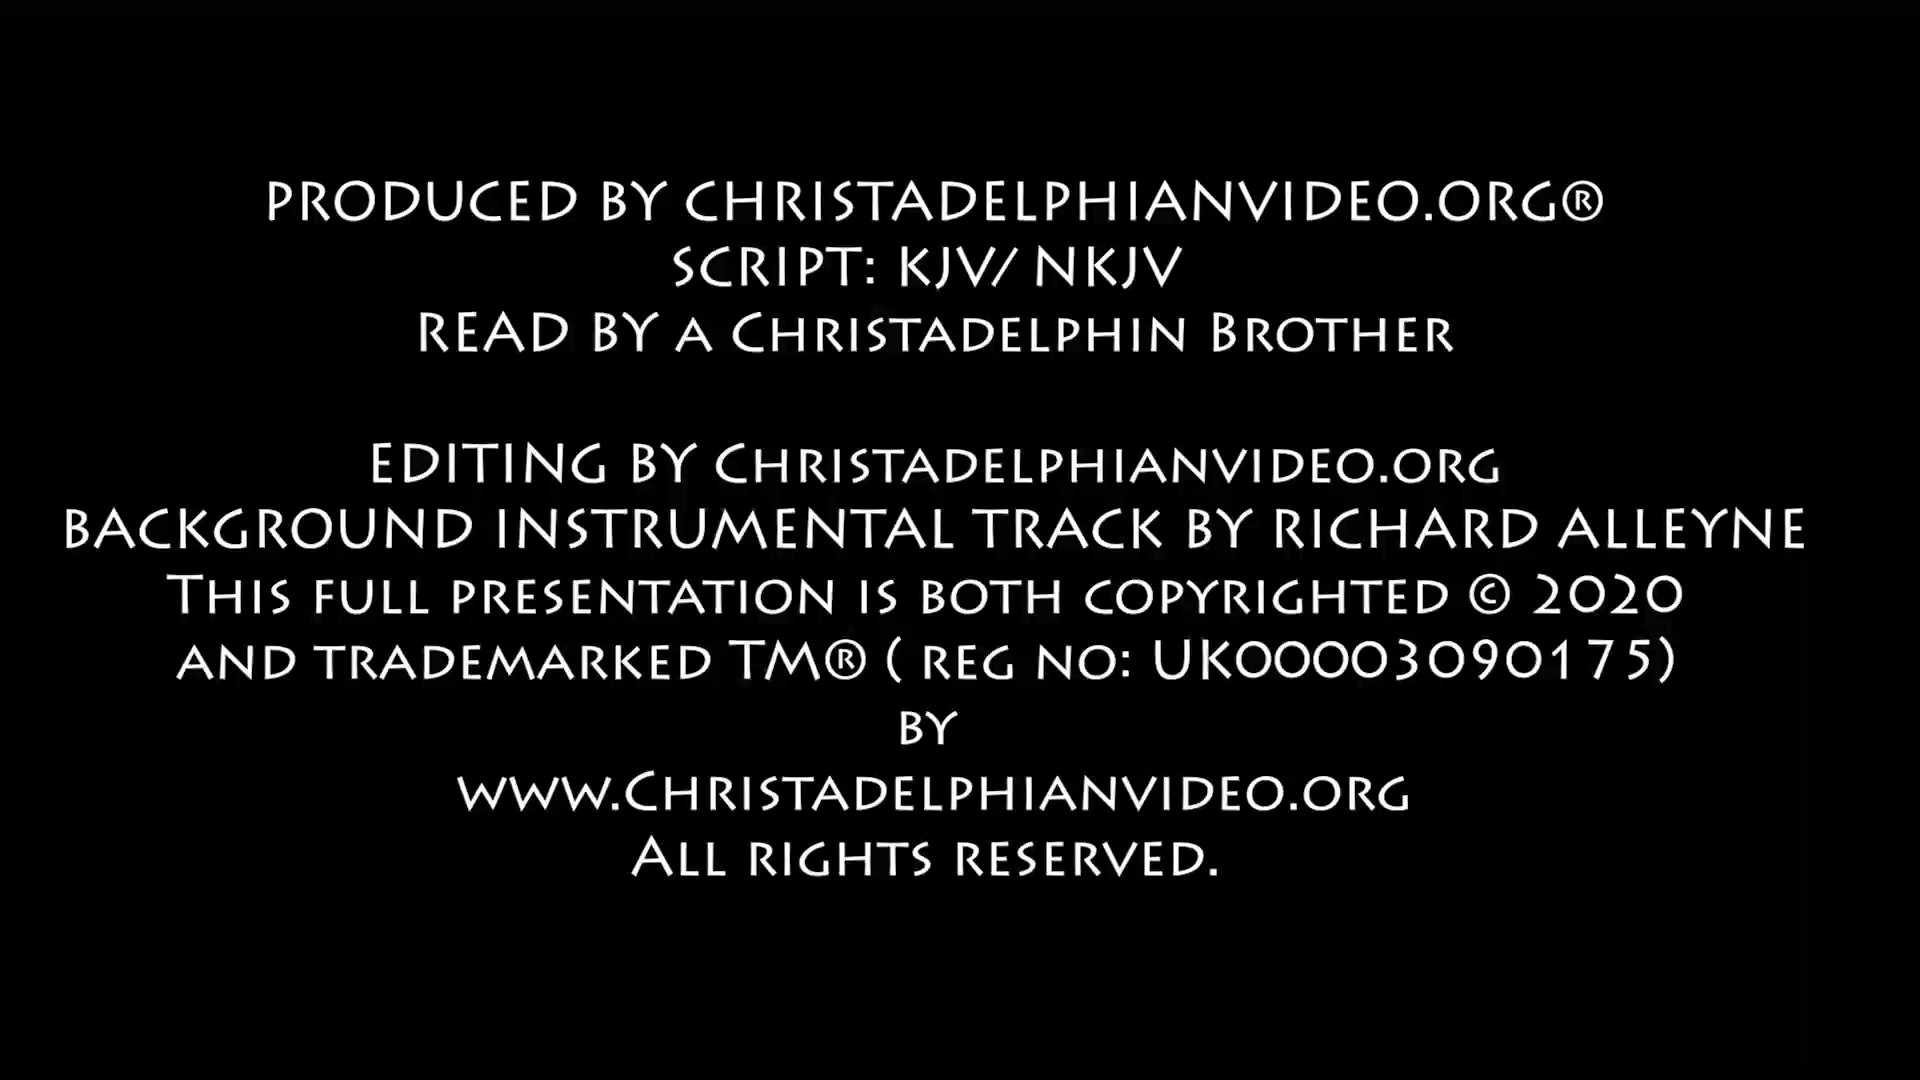 PRODUCED BY CHRISTADELPHIANVIDEO.ORG®
SCRIPT: KJV/ NKJV
READ BY A CHRISTADELPHIN BROTHER
EDITING BY CHRISTADELPHIANVIDEO.ORG
BACKGROUND INSTRUMENTAL TRACK BY RICHARD ALLEYNE
THIS FULL PRESENTATION IS BOTH COPYRIGHTED © 2020
AND TRADEMARKED TM® ( REG NO: UK00003090175)
BY
WWW.CHRISTADELPHIANVIDEO.ORG
ALL RIGHTS RESERVED.